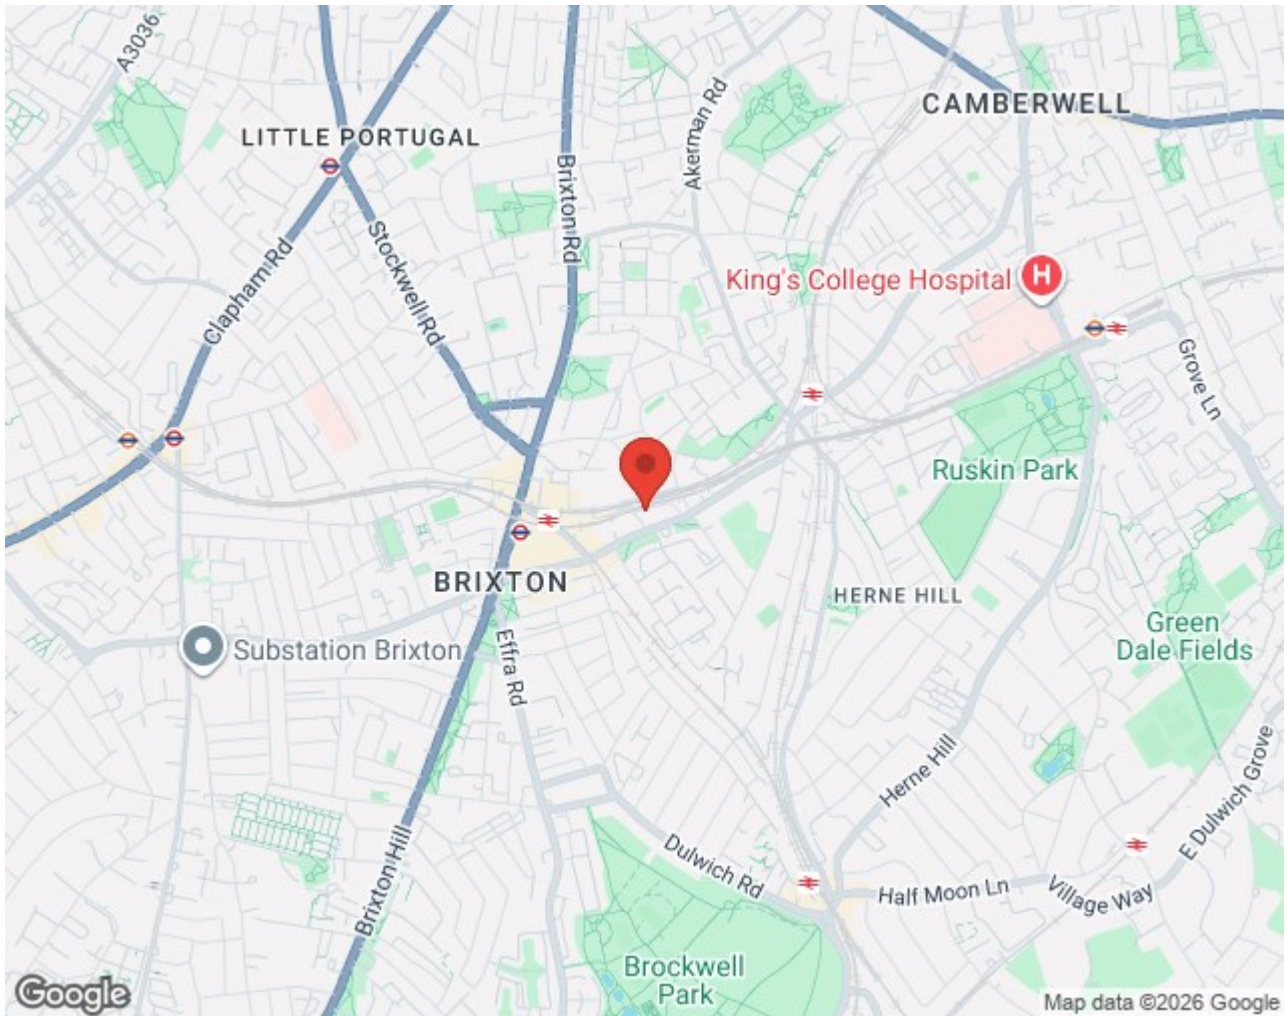 A3036
CAMBERWELL
LITTLE PORTUGAL
Akerman Rd
Brixton Rd
Stockwell Rd
Clapham Rd
King's College Hospital
H
Grove Ln
Ruskin Park
BRIXTON
HERNE HILL
Green
Dale Fields
Substation Brixton
Effra Rd
Herne Hill
E Dulwich Grove
Brixton Hill
Dulwich Rd
Half Moon Ln
Village Way
Brockwell
Park
Google
Map data ©2026 Google